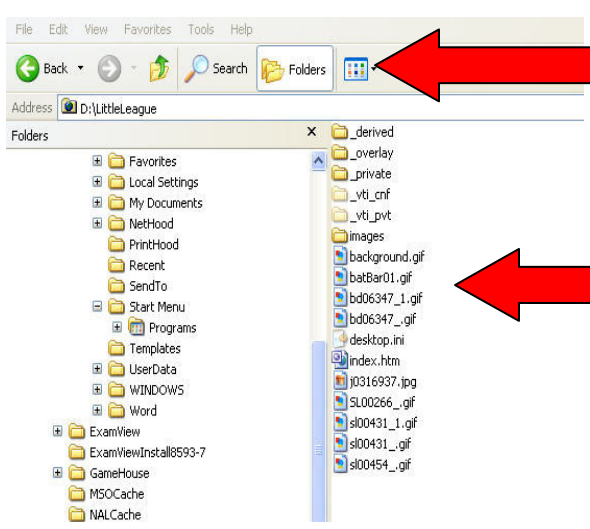 File Edit View Favorites Tools Help
Back Search Folders
Address D:\LittleLeague
Folders x
Favorites
Local Settings
My Documents
NetHood
PrintHood
Recent
SendTo
Start Menu
Programs
Templates
UserData
WINDOWS
Word
ExamView
ExamViewInstall8593-7
GameHouse
MSOCache
NALCache
_derived
_overlay
_private
_vti_cnf
_vti_pvt
images
background.gif
batBar01.gif
bd06347_1.gif
bd06347_.gif
desktop.ini
index.htm
j0316937.jpg
SL00266_.gif
sl00431_1.gif
sl00431_.gif
sl00454_.gif